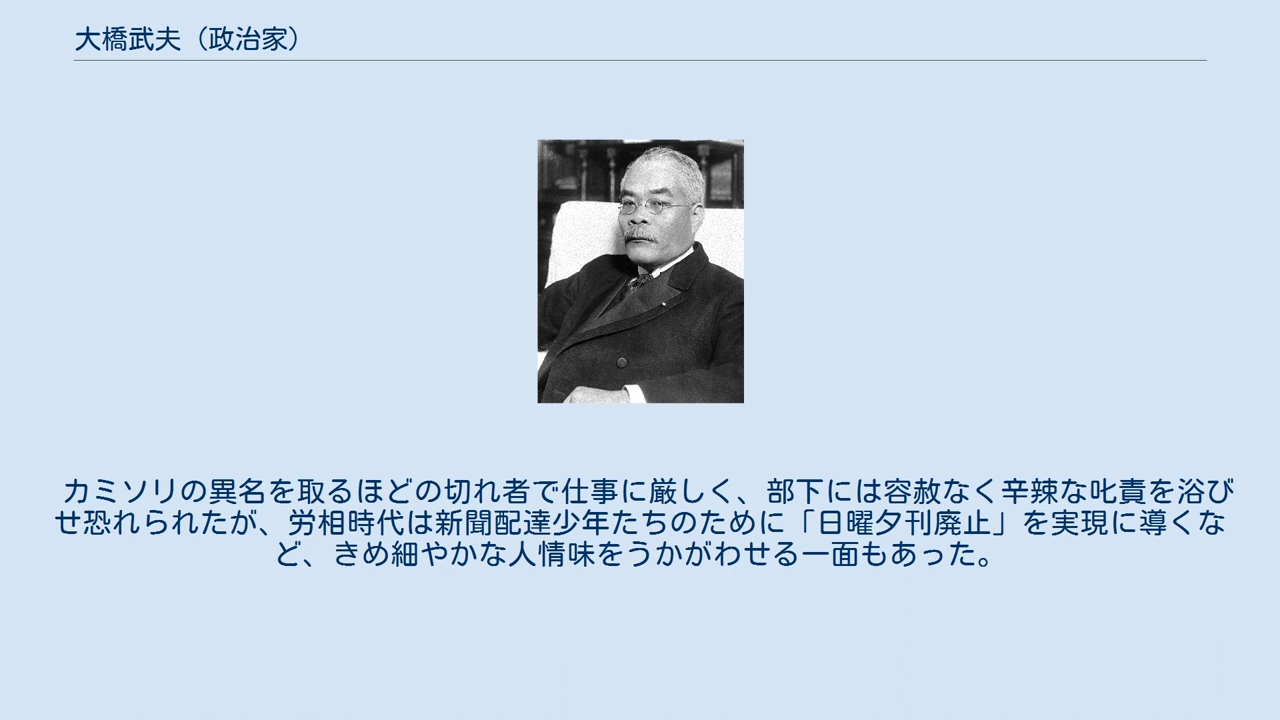 大橋武夫（政治家）
カミソリの異名を取るほどの切れ者で仕事に厳しく、部下には容赦なく辛辣な叱責を浴び
せ恐れられたが、労相時代は新聞配達少年たちのために「日曜夕刊廃止」を実現に導くな
ど、きめ細やかな人情味をうかがわせる一面もあった。